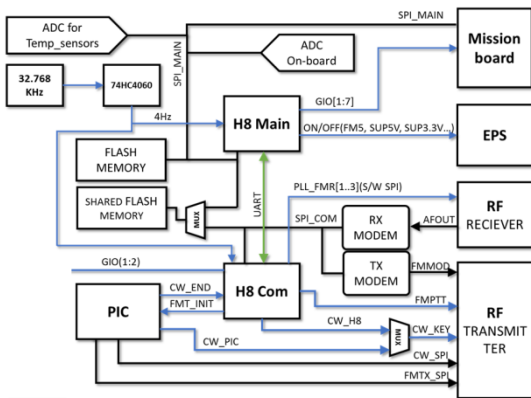 ADC for
Temp_sensors
SPI_MAIN
SPI_MAIN
ADC
On-board
Mission
board
32.768
KHz
74HC4060
GIO[1:7]
4Hz
H8 Main
ON/OFF(FM5, SUP5V, SUP3.3V...)
EPS
FLASH
MEMORY
SHARED FLASH
MEMORY
MUX
UART
PLL_FMR[1..3](S/W SPI)
RF
RECIEVER
SPI_COM
RX
MODEM
AFOUT
TX
MODEM
FMMOD
GIO(1:2)
H8 Com
CW_END
FMT_INIT
FMPTT
PIC
CW_H8
MUX
CW_KEY
RF
TRANSMIT
TER
CW_PIC
CW_SPI
FMTX_SPI